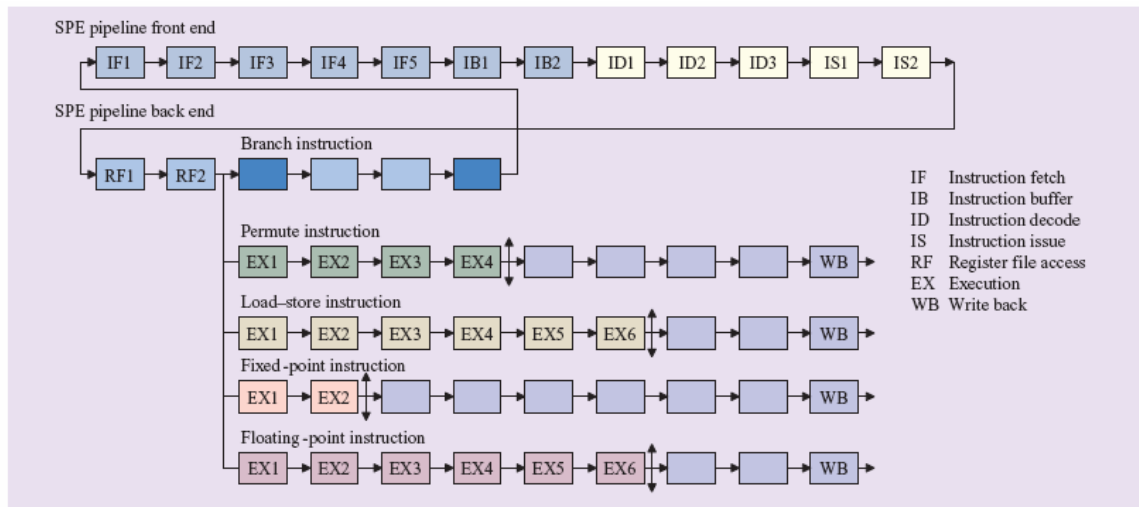 SPE pipeline front end
IF1 IF2 IF3 IF4 IF5 IB1 IB2 ID1 ID2 ID3 IS1 IS2
SPE pipeline back end
Branch instruction
RF1 RF2
Permute instruction
EX1 EX2 EX3 EX4 WB
Load–store instruction
EX1 EX2 EX3 EX4 EX5 EX6 WB
Fixed-point instruction
EX1 EX2 WB
Floating-point instruction
EX1 EX2 EX3 EX4 EX5 EX6 WB
IF Instruction fetch
IB Instruction buffer
ID Instruction decode
IS Instruction issue
RF Register file access
EX Execution
WB Write back